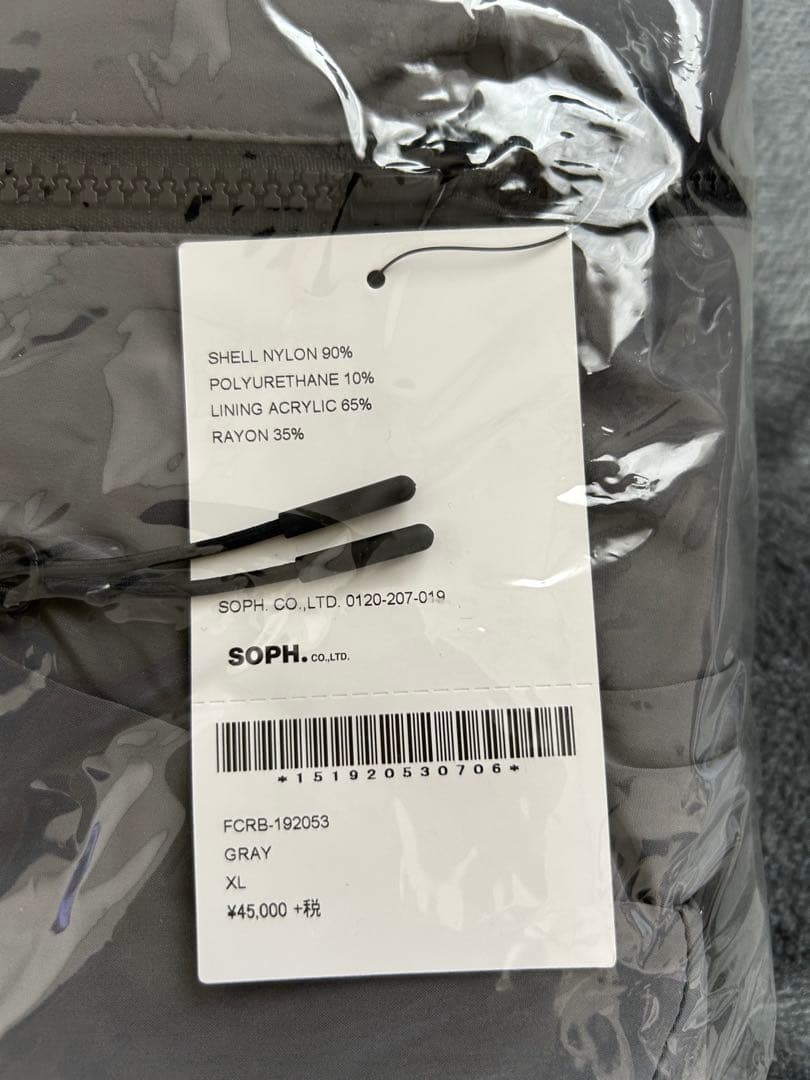 SHELL NYLON 90%
POLYURETHANE 10%
LINING ACRYLIC 65%
RAYON 35%
SOPH. CO.,LTD. 0120-207-019
SOPH. CO.,LTD.
*151920530706*
FCRB-192053
GRAY
XL
¥45,000 +税